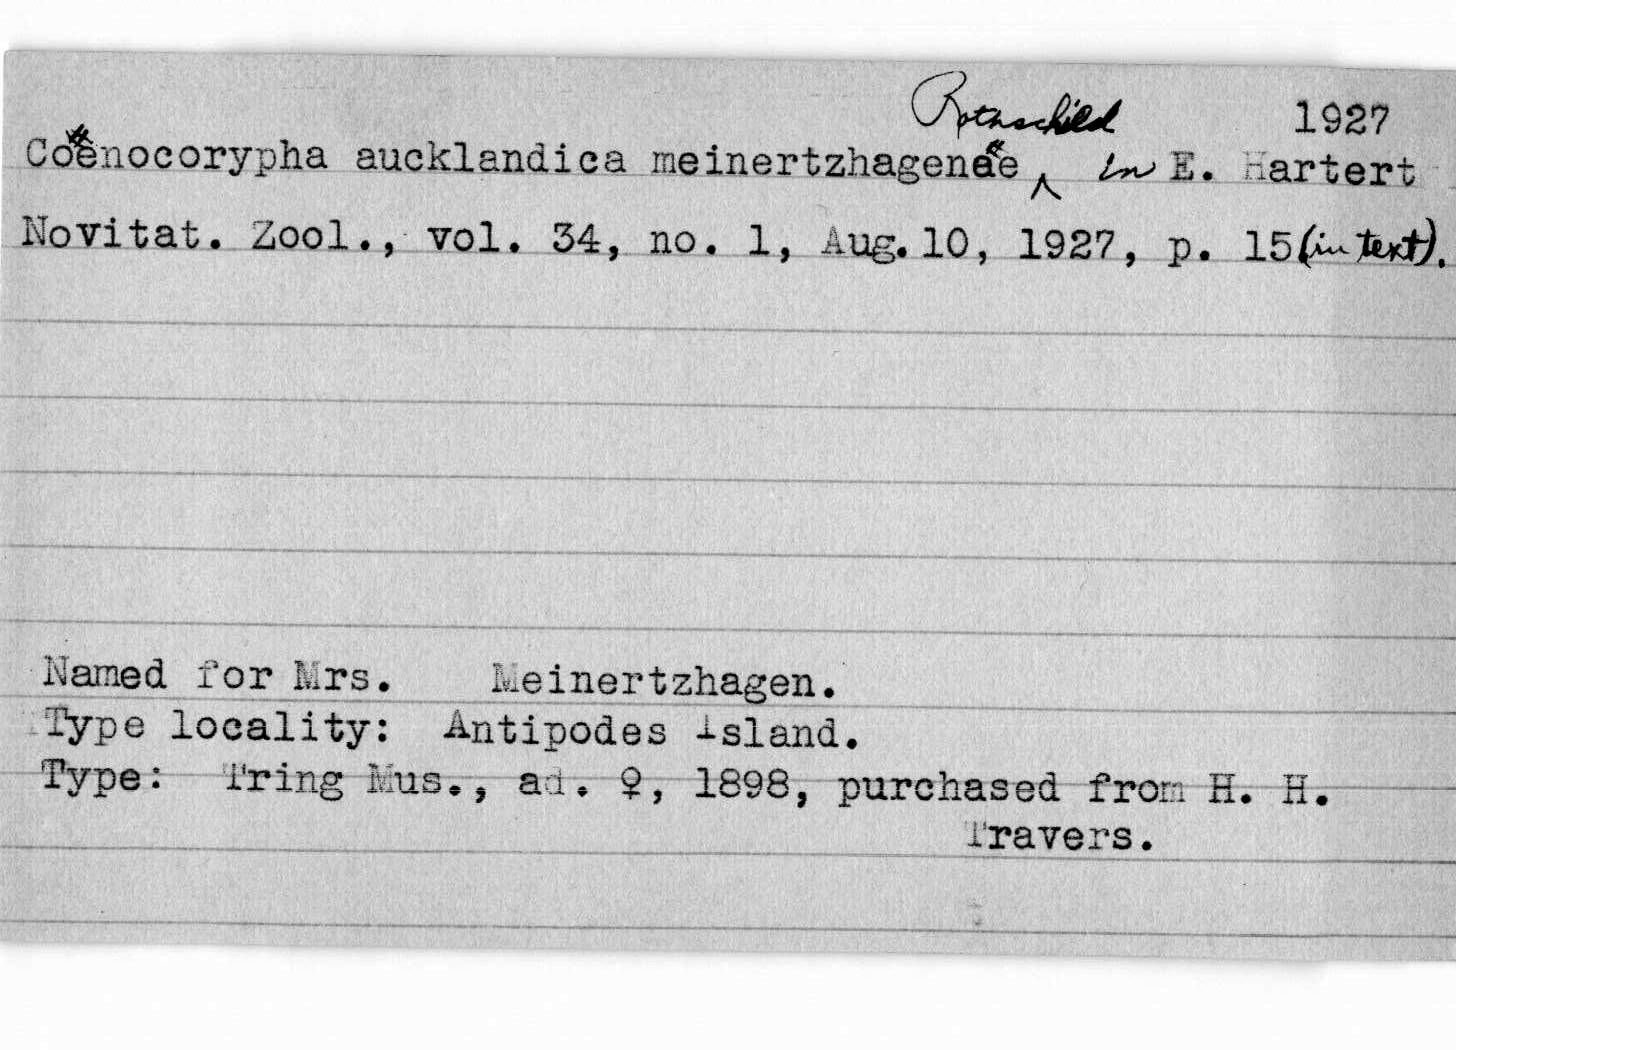 Rothschild 1927
Coenocorypha aucklandica meinertzhagenae ^ in E. Hartert
Novitat. Zool., vol. 34, no. 1, Aug. 10, 1927, p. 15 (in text).
Named for Mrs. Meinertzhagen.
Type locality: Antipodes Island.
Type: Tring Mus., ad. ♀, 1898, purchased from H. H.
Travers.